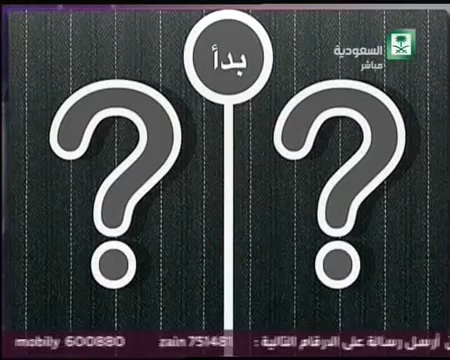 بدأ
السعودية
مباشر
أرسل رسالة على الارقام التالية : zain 751481 mobily 600880